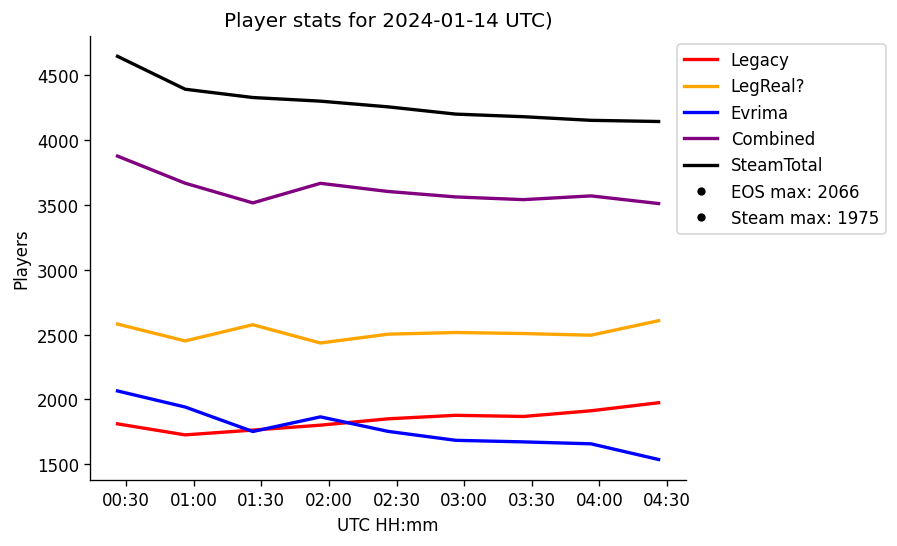 Player stats for 2024-01-14 UTC)
Legacy
LegReal?
Evrima
Combined
SteamTotal
EOS max: 2066
Steam max: 1975
Players
4500
4000
3500
3000
2500
2000
1500
00:30 01:00 01:30 02:00 02:30 03:00 03:30 04:00 04:30
UTC HH:mm